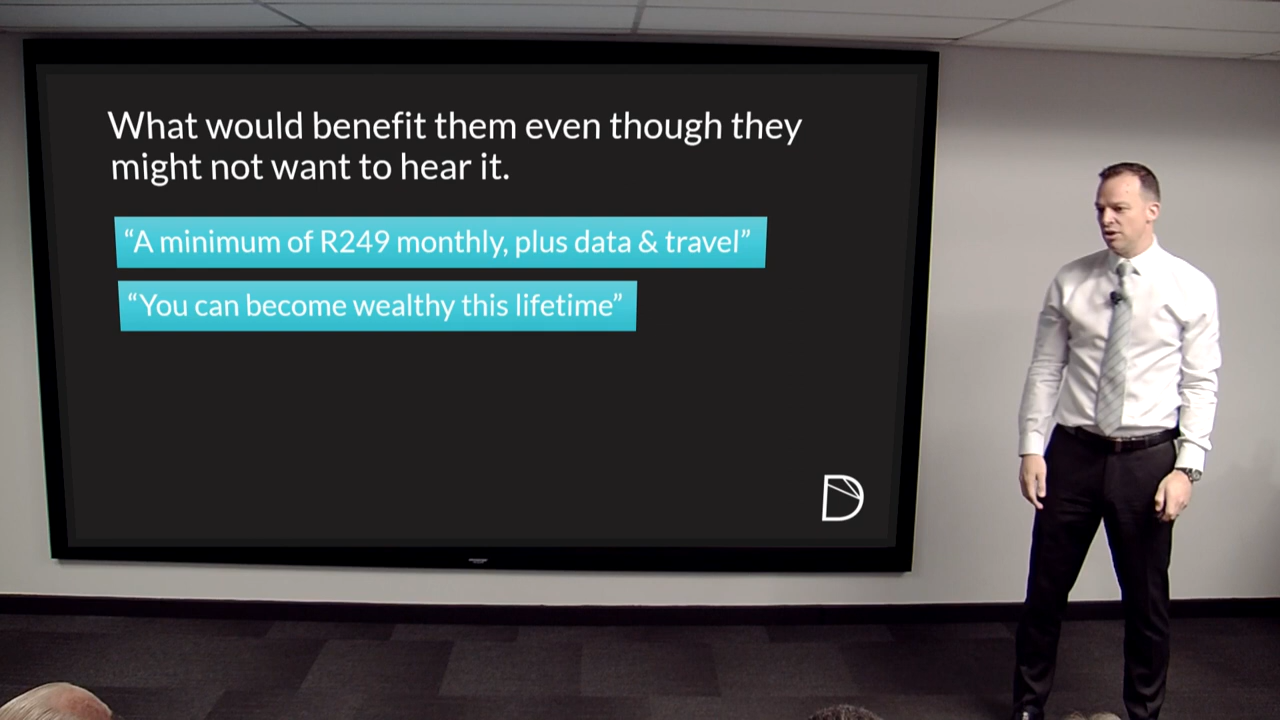 What would benefit them even though they
might not want to hear it.
“A minimum of R249 monthly, plus data & travel”
“You can become wealthy this lifetime”